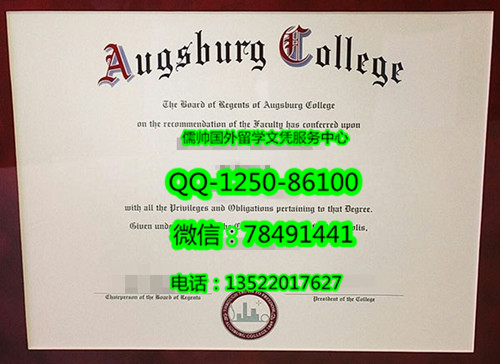 Augsburg College
The Board of Regents of Augsburg College
on the recommendation of the Faculty has conferred upon
儒帅国外留学文凭服务中心
QQ-1250-86100
with all the Privileges and Obligations pertaining to that Degree.
Given und
微信：78491441
电话：13522017627
Chairperson of the Board of Regents
President of the College